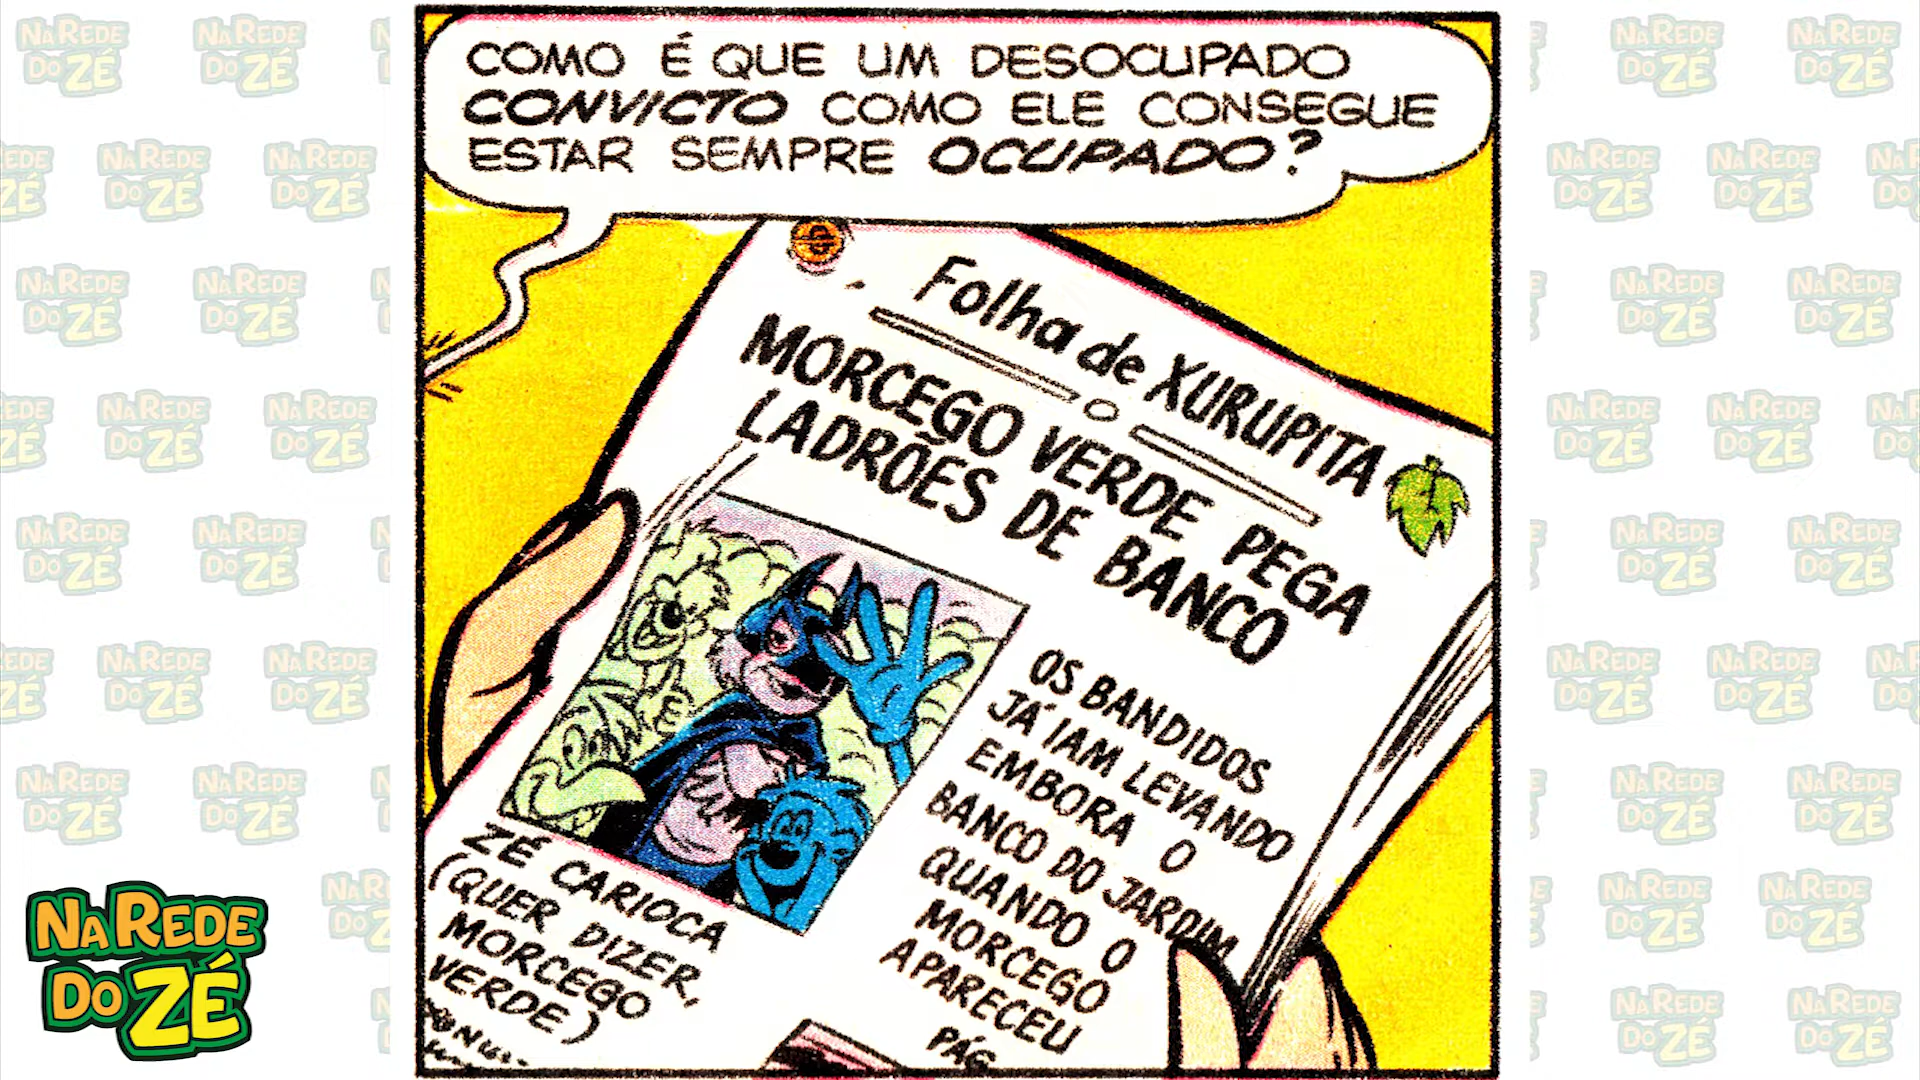 COMO É QUE UM DESOCUPADO
CONVICTO COMO ELE CONSEGUE
ESTAR SEMPRE OCUPADO?
Folha de XURUPITA
MORCEGO VERDE PEGA
LADRÕES DE BANCO
OS BANDIDOS
JÁ IAM LEVANDO
EMBORA O
BANCO DO JARDIM
QUANDO O
MORCEGO
APARECEU
PÁG
ZÉ CARIOCA
(QUER DIZER,
MORCEGO
VERDE)
NA REDE
DO ZÉ